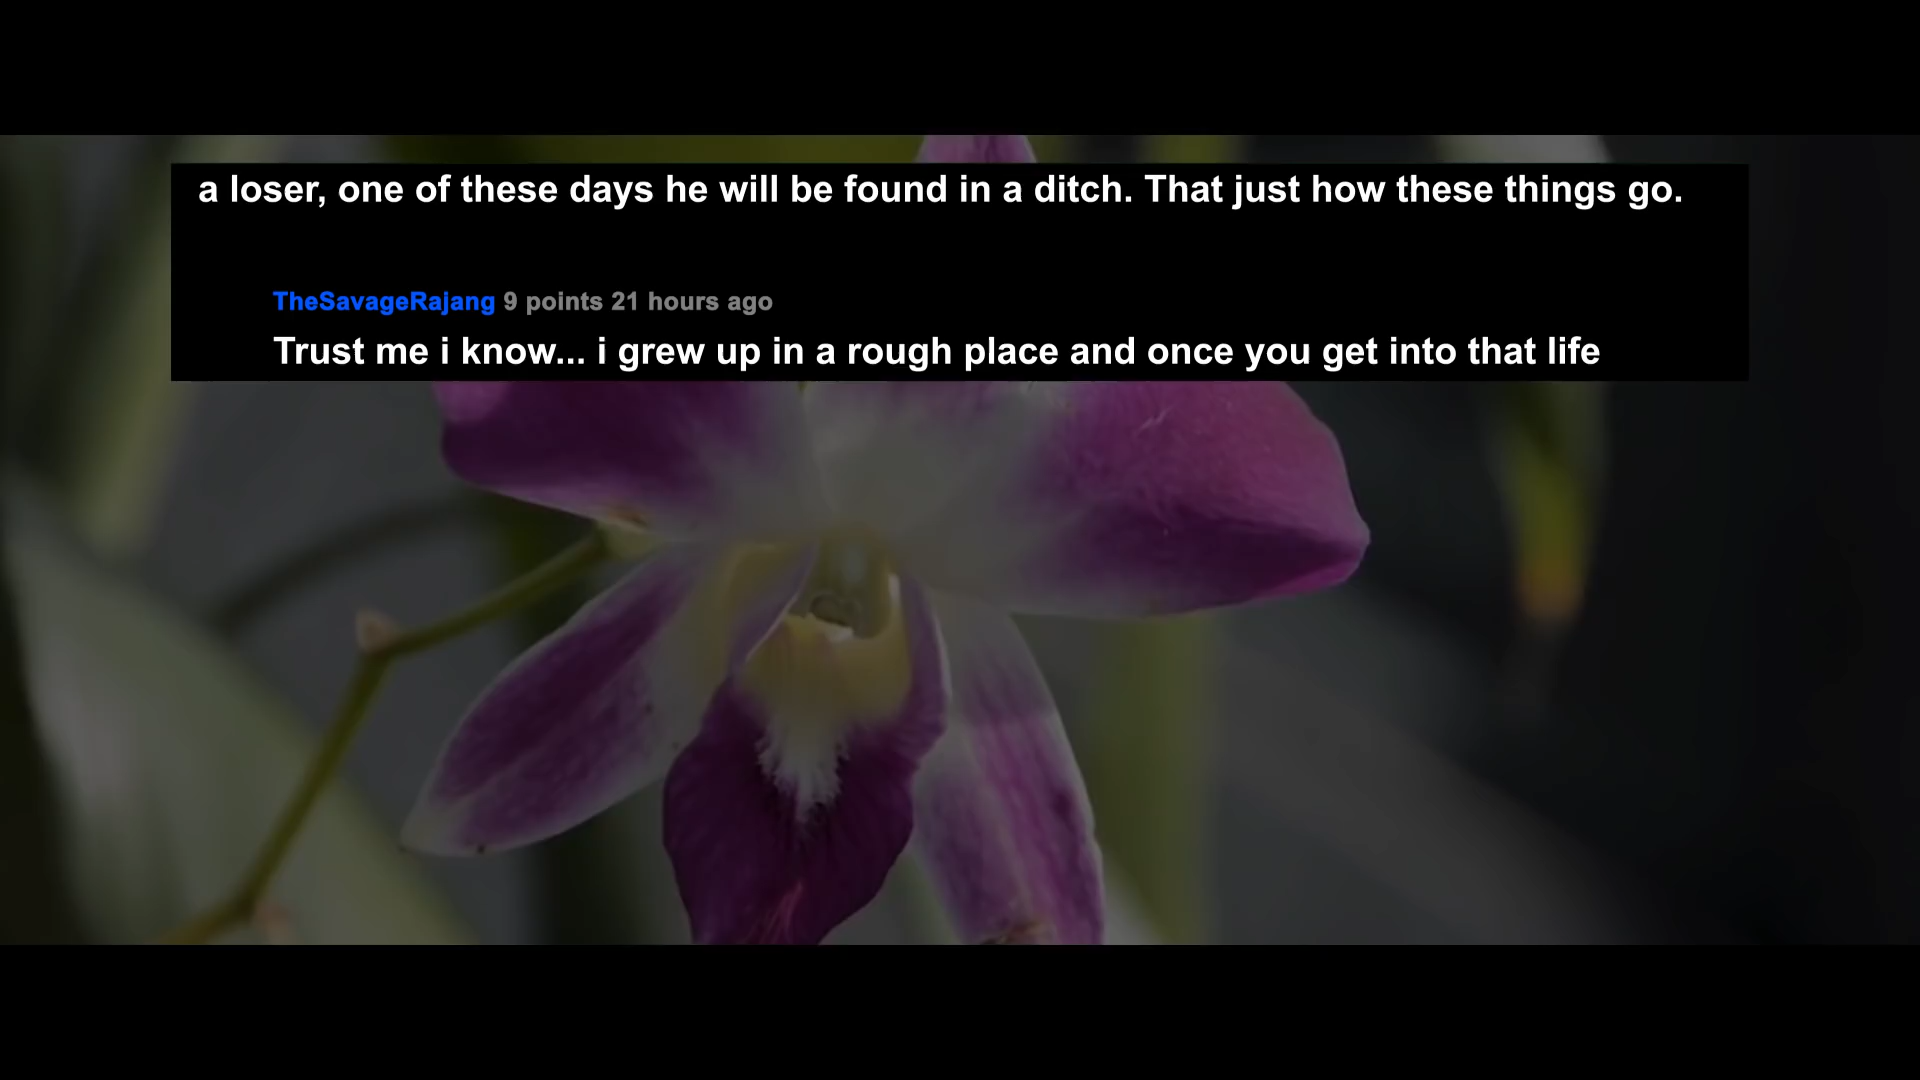 a loser, one of these days he will be found in a ditch. That just how these things go.
TheSavageRajang 9 points 21 hours ago
Trust me i know... i grew up in a rough place and once you get into that life